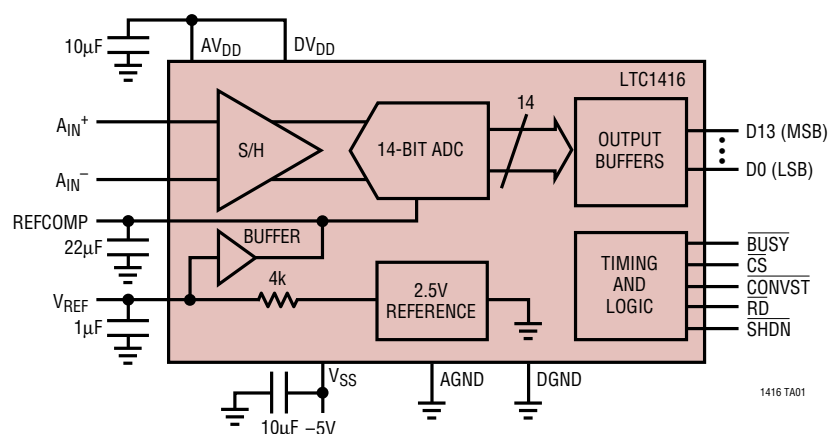 10µF
AVDD
DVDD
LTC1416
AIN+
AIN−
S/H
14-BIT ADC
14
OUTPUT
BUFFERS
D13 (MSB)
D0 (LSB)
REFCOMP
22µF
BUFFER
4k
VREF
1µF
2.5V
REFERENCE
TIMING
AND
LOGIC
BUSY
CS
CONVST
RD
SHDN
VSS
AGND
DGND
10µF
−5V
1416 TA01